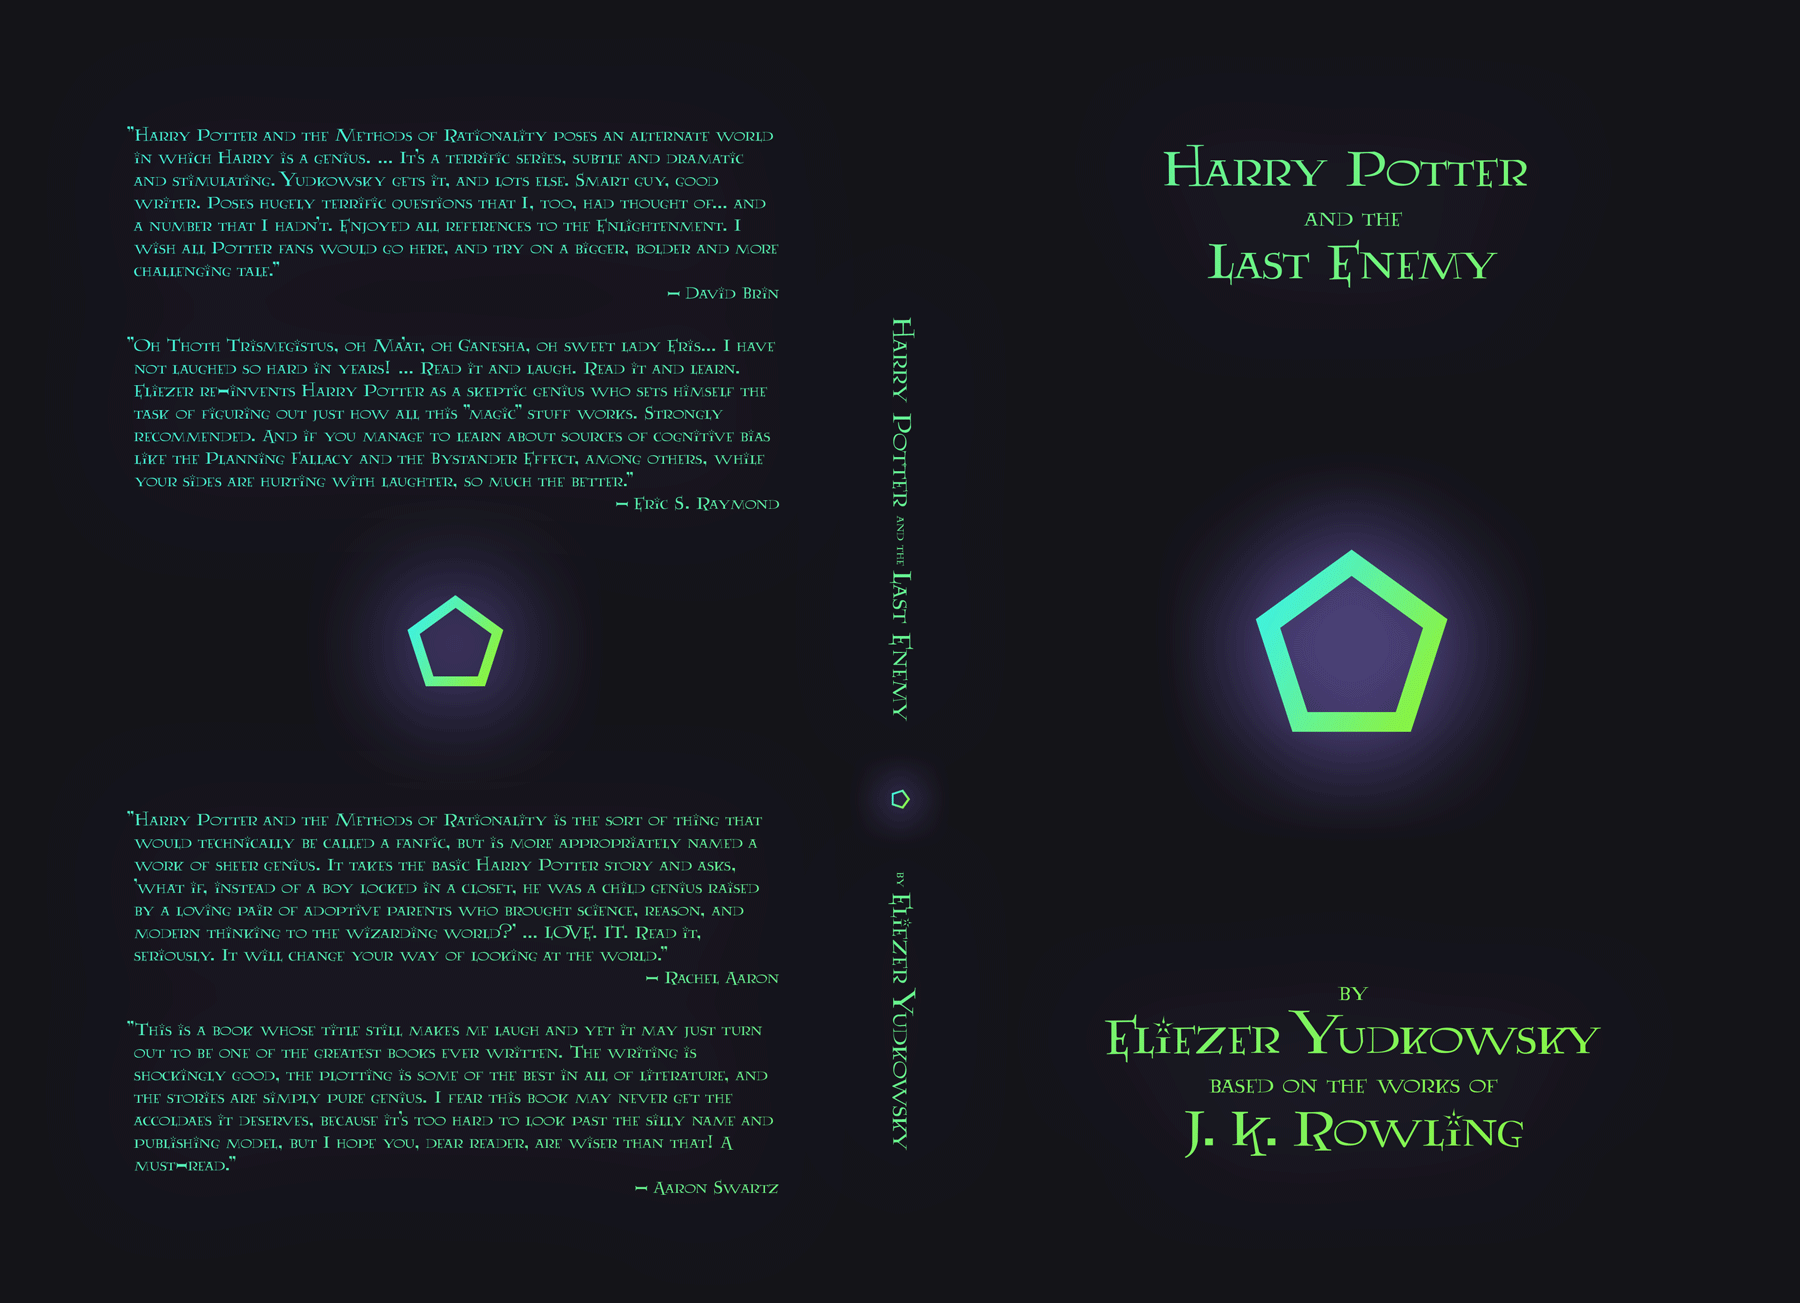 "Harry Potter and the Methods of Rationality poses an alternate world
in which Harry is a genius. ... It's a terrific series, subtle and dramatic
and stimulating. Yudkowsky gets it, and lots else. Smart guy, good
writer. Poses hugely terrific questions that I, too, had thought of... and
a number that I hadn't. Enjoyed all references to the Enlightenment. I
wish all Potter fans would go here, and try on a bigger, bolder and more
challenging tale."
- David Brin
"Oh Thoth Trismegistus, oh Ma'at, oh Ganesha, oh sweet lady Eris... I have
not laughed so hard in years! ... Read it and laugh. Read it and learn.
Eliezer re-invents Harry Potter as a skeptic genius who sets himself the
task of figuring out just how all this "magic" stuff works. Strongly
recommended. And if you manage to learn about sources of cognitive bias
like the Planning Fallacy and the Bystander Effect, among others, while
your sides are hurting with laughter, so much the better."
- Eric S. Raymond
"Harry Potter and the Methods of Rationality is the sort of thing that
would technically be called a fanfic, but is more appropriately named a
work of sheer genius. It takes the basic Harry Potter story and asks,
'what if, instead of a boy locked in a closet, he was a child genius raised
by a loving pair of adoptive parents who brought science, reason, and
modern thinking to the wizarding world?' ... LOVE. IT. Read it,
seriously. It will change your way of looking at the world."
- Rachel Aaron
"This is a book whose title still makes me laugh and yet it may just turn
out to be one of the greatest books ever written. The writing is
shockingly good, the plotting is some of the best in all of literature, and
the stories are simply pure genius. I fear this book may never get the
accoldaes it deserves, because it's too hard to look past the silly name and
publishing model, but I hope you, dear reader, are wiser than that! A
must-read."
- Aaron Swartz
Harry Potter and the Last Enemy
by Eliezer Yudkowsky
Harry Potter
and the
Last Enemy
by
Eliezer Yudkowsky
based on the works of
J. K. Rowling